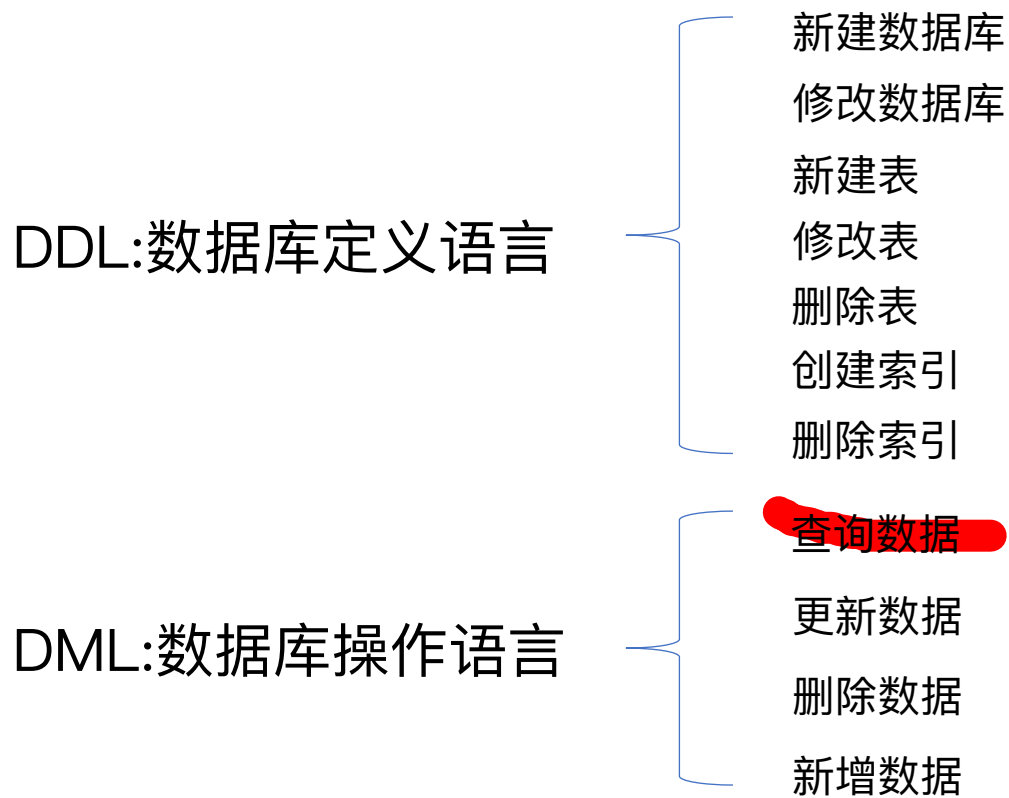 DDL:数据库定义语言
新建数据库
修改数据库
新建表
修改表
删除表
创建索引
删除索引
DML:数据库操作语言
查询数据
更新数据
删除数据
新增数据